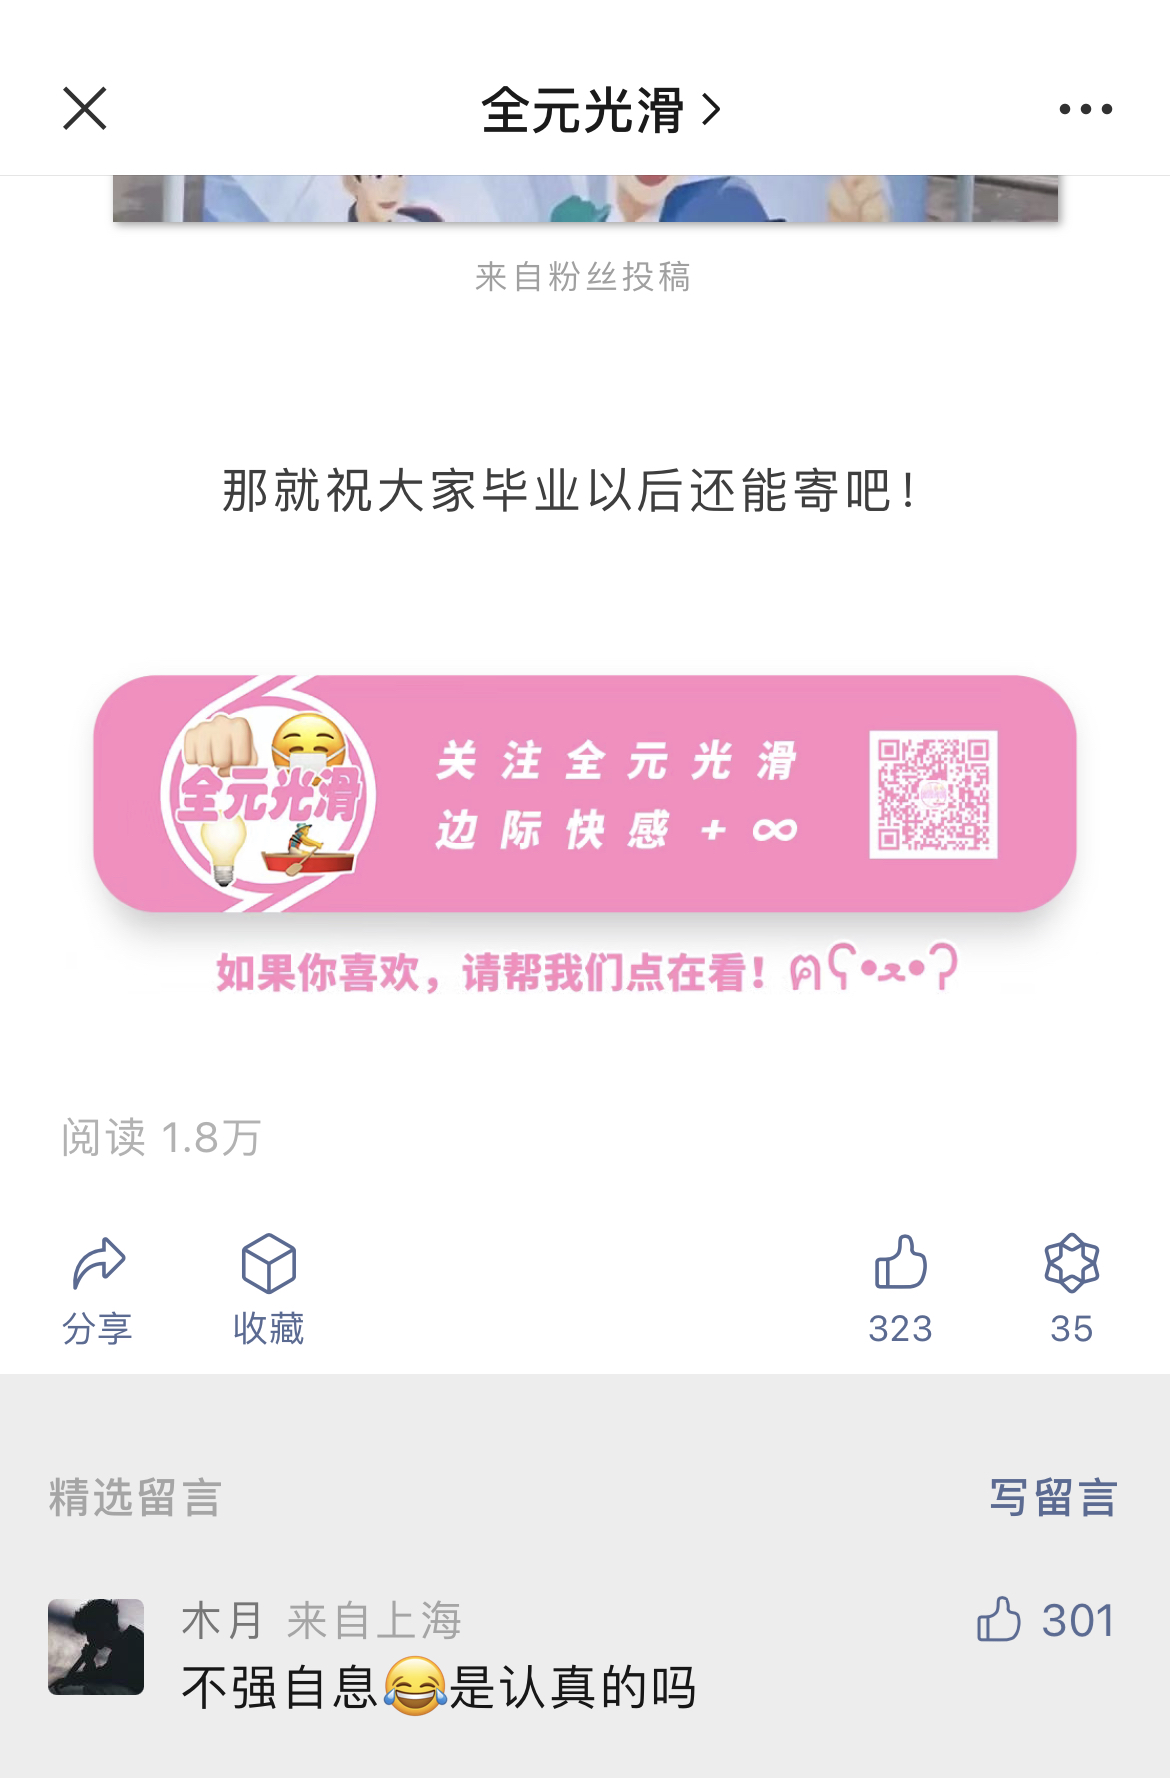 全元光滑
来自粉丝投稿
那就祝大家毕业以后还能寄吧！
全元光滑
关注全元光滑
边际快感+∞
如果你喜欢，请帮我们点在看！ฅʕ•ﻌ•ʔ
阅读 1.8万
分享 收藏 323 35
精选留言 写留言
木月 来自上海 301
不强自息😂是认真的吗